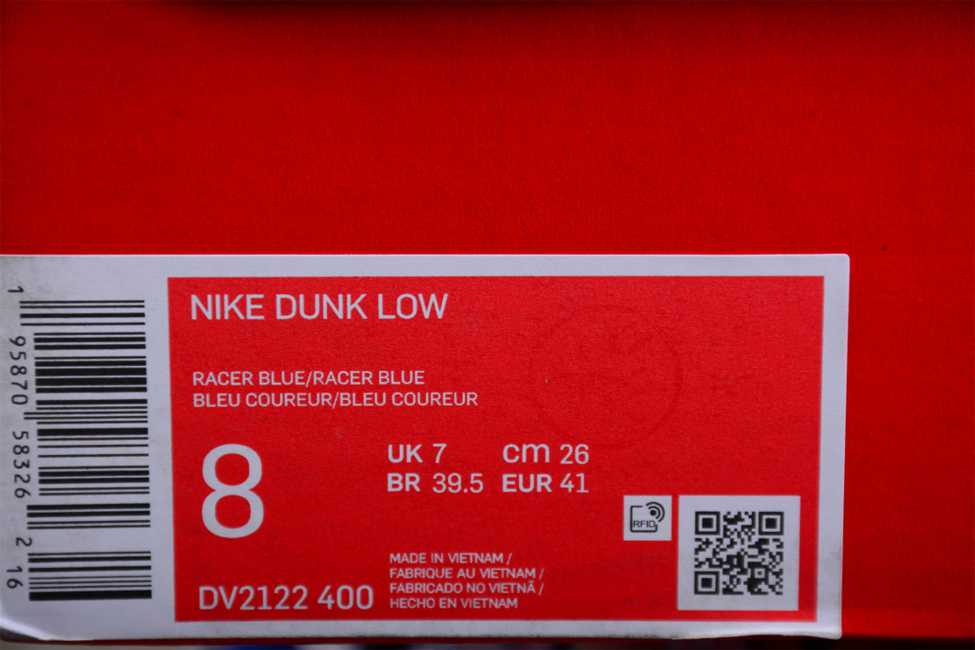 NIKE DUNK LOW
RACER BLUE/RACER BLUE
BLEU COUREUR/BLEU COUREUR
8
UK 7 cm 26
BR 39.5 EUR 41
RFID
MADE IN VIETNAM /
FABRIQUE AU VIETNAM /
FABRICADO NO VIETNÃ /
HECHO EN VIETNAM
DV2122 400
1 95870 58326 2 16